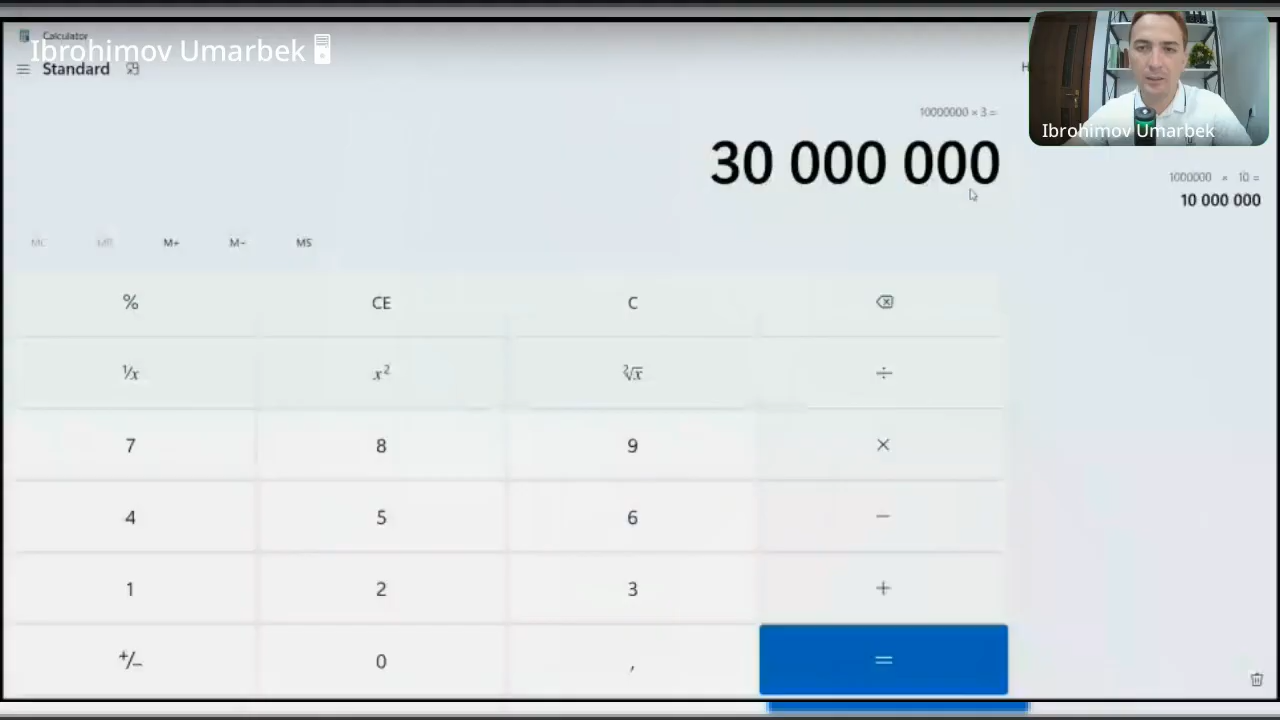 Calculator
Ibrohimov Umarbek
Standard
10000000 × 3 =
30 000 000
Ibrohimov Umarbek
1000000 × 10 =
10 000 000
MC MR M+ M− MS
% CE C
¹/x x² ²√x ÷
7 8 9 ×
4 5 6 −
1 2 3 +
+/− 0 , =